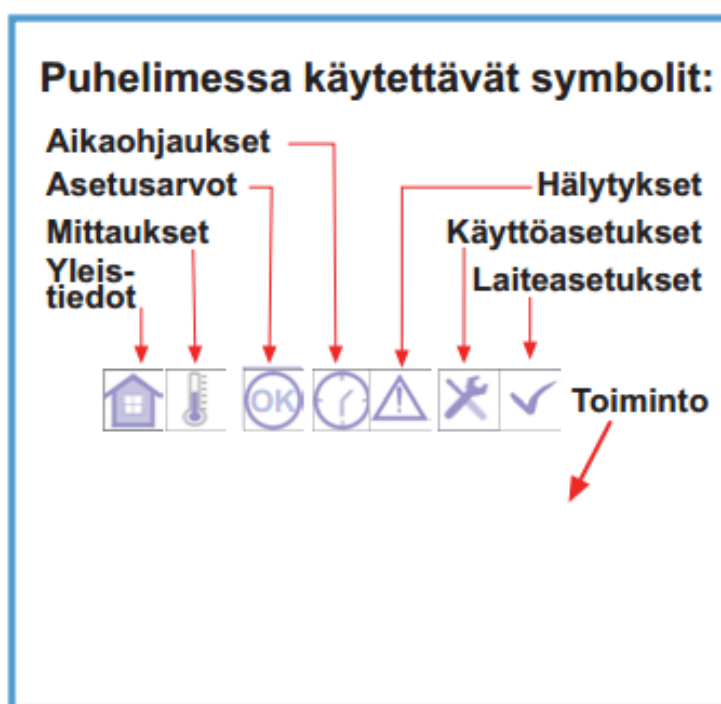 Puhelimessa käytettävät symbolit:
Aikaohjaukset
Asetusarvot
Hälytykset
Mittaukset
Käyttöasetukset
Yleis-
tiedot
Laiteasetukset
OK
Toiminto